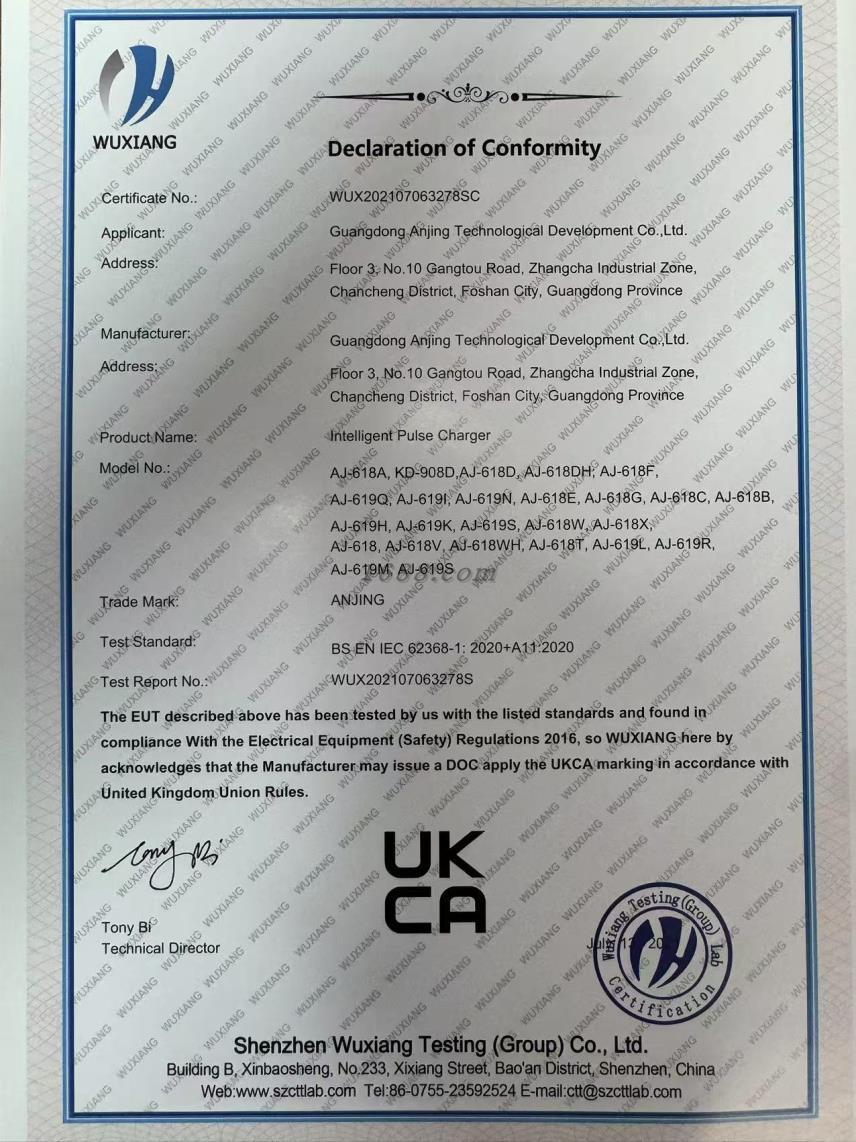 WUXIANG
Declaration of Conformity
Certificate No.: WUX202107063278SC
Applicant: Guangdong Anjing Technological Development Co.,Ltd.
Address: Floor 3, No.10 Gangtou Road, Zhangcha Industrial Zone,
Chancheng District, Foshan City, Guangdong Province
Manufacturer: Guangdong Anjing Technological Development Co.,Ltd.
Address: Floor 3, No.10 Gangtou Road, Zhangcha Industrial Zone,
Chancheng District, Foshan City, Guangdong Province
Product Name: Intelligent Pulse Charger
Model No.: AJ-618A, KD-908D, AJ-618D, AJ-618DH, AJ-618F,
AJ-619Q, AJ-619I, AJ-619N, AJ-618E, AJ-618G, AJ-618C, AJ-618B,
AJ-619H, AJ-619K, AJ-619S, AJ-618W, AJ-618X,
AJ-618, AJ-618V, AJ-618WH, AJ-618T, AJ-619L, AJ-619R,
AJ-619M, AJ-619S
1688.com
Trade Mark: ANJING
Test Standard: BS EN IEC 62368-1: 2020+A11:2020
Test Report No.: WUX202107063278S
The EUT described above has been tested by us with the listed standards and found in
compliance With the Electrical Equipment (Safety) Regulations 2016, so WUXIANG here by
acknowledges that the Manufacturer may issue a DOC apply the UKCA marking in accordance with
United Kingdom Union Rules.
Tony Bi
UK
CA
Tony Bi
Technical Director
Wuxiang Testing(Group) Lab
Certification
Shenzhen Wuxiang Testing (Group) Co., Ltd.
Building B, Xinbaosheng, No.233, Xixiang Street, Bao'an District, Shenzhen, China
Web:www.szcttlab.com Tel:86-0755-23592524 E-mail:ctt@szcttlab.com